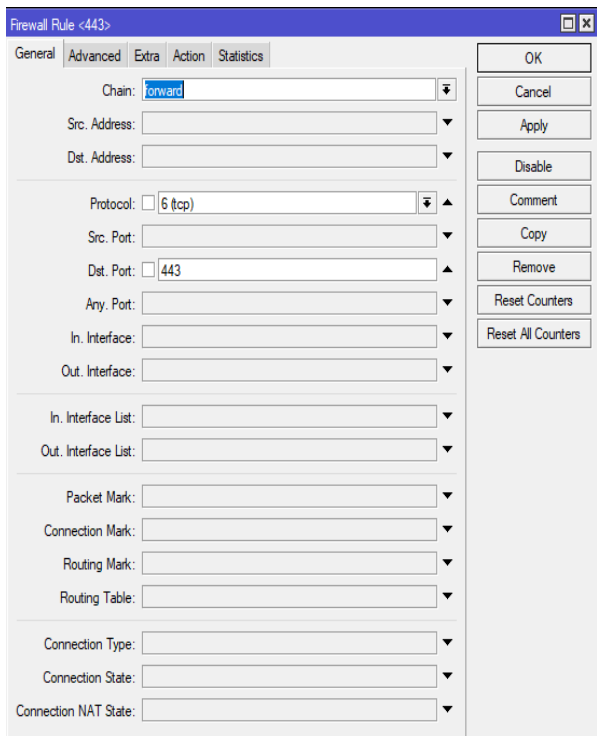 Firewall Rule <443>
General Advanced Extra Action Statistics
Chain: forward
Src. Address:
Dst. Address:
Protocol: 6 (tcp)
Src. Port:
Dst. Port: 443
Any. Port:
In. Interface:
Out. Interface:
In. Interface List:
Out. Interface List:
Packet Mark:
Connection Mark:
Routing Mark:
Routing Table:
Connection Type:
Connection State:
Connection NAT State:
OK
Cancel
Apply
Disable
Comment
Copy
Remove
Reset Counters
Reset All Counters